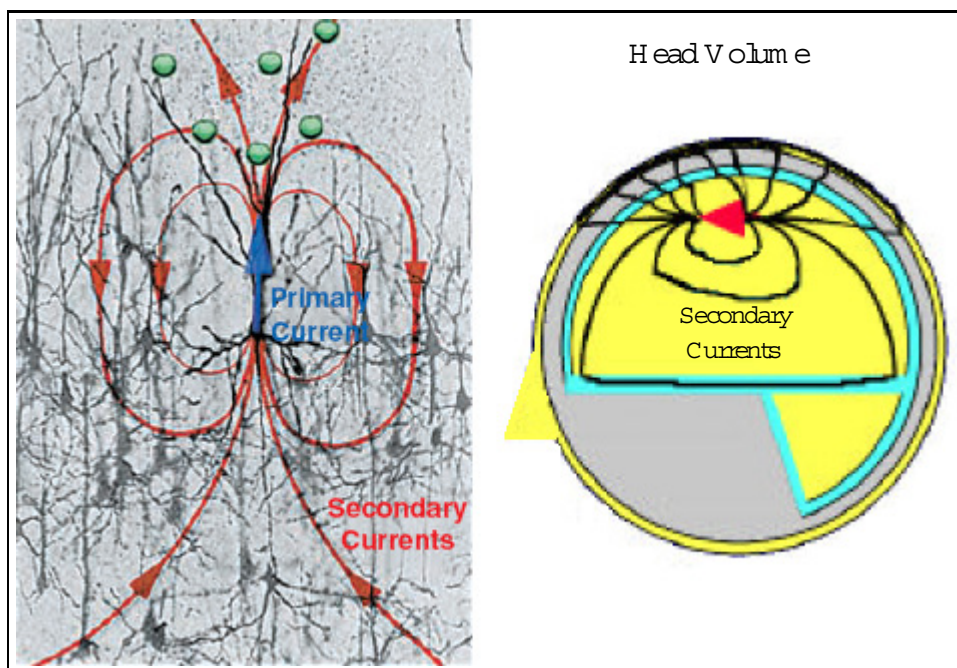 Primary
Current
Secondary
Currents
Head Volume
Secondary
Currents